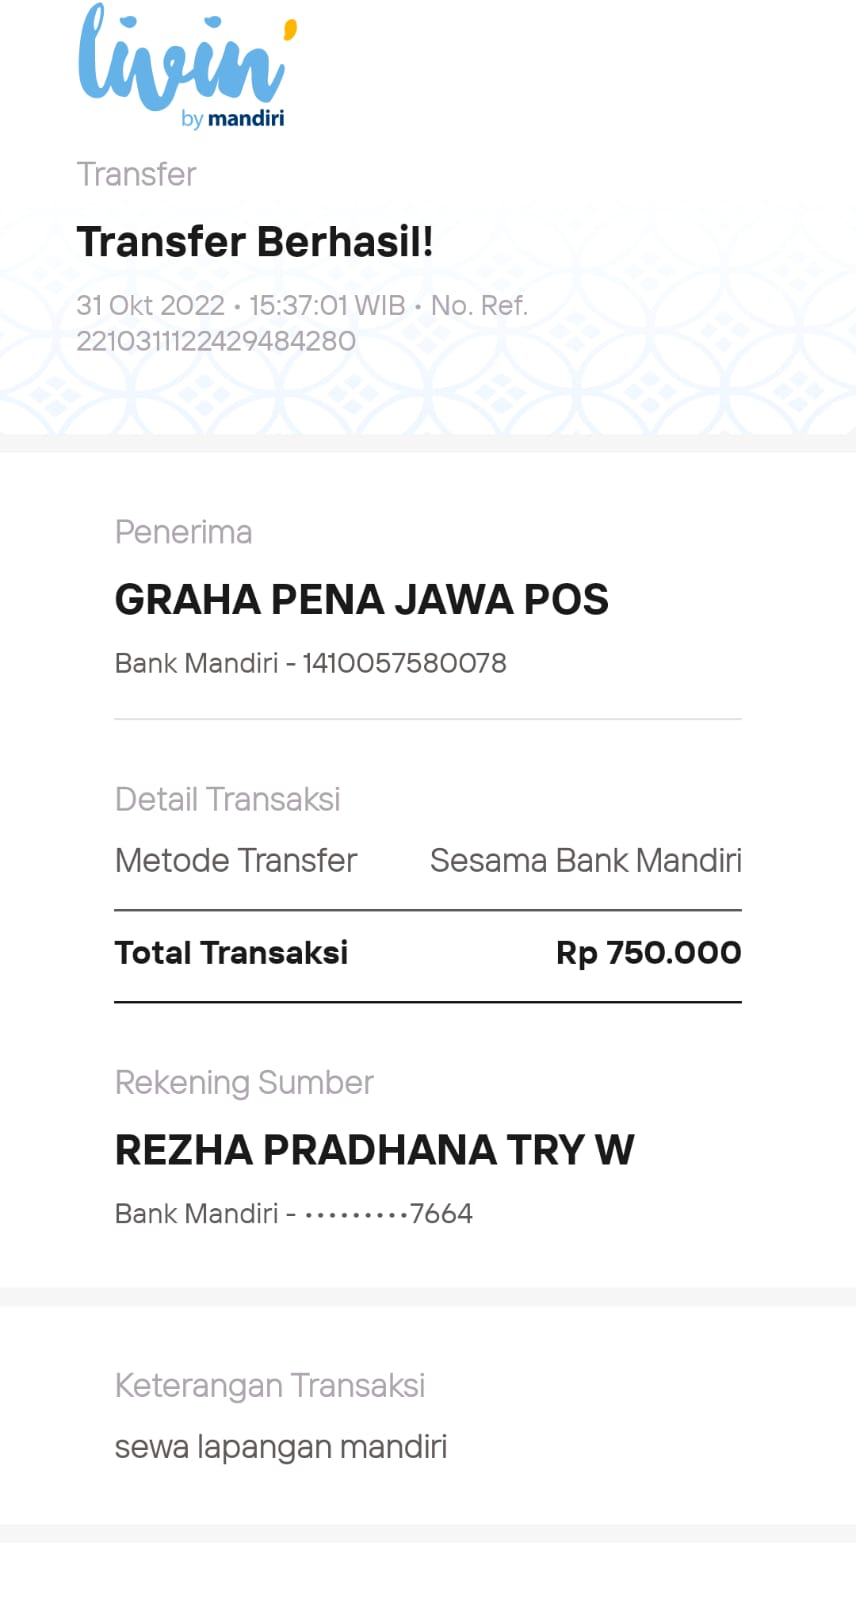 livin'
by mandiri
Transfer
Transfer Berhasil!
31 Okt 2022 • 15:37:01 WIB • No. Ref.
2210311122429484280
Penerima
GRAHA PENA JAWA POS
Bank Mandiri - 1410057580078
Detail Transaksi
Metode Transfer Sesama Bank Mandiri
Total Transaksi Rp 750.000
Rekening Sumber
REZHA PRADHANA TRY W
Bank Mandiri - •••••••••7664
Keterangan Transaksi
sewa lapangan mandiri